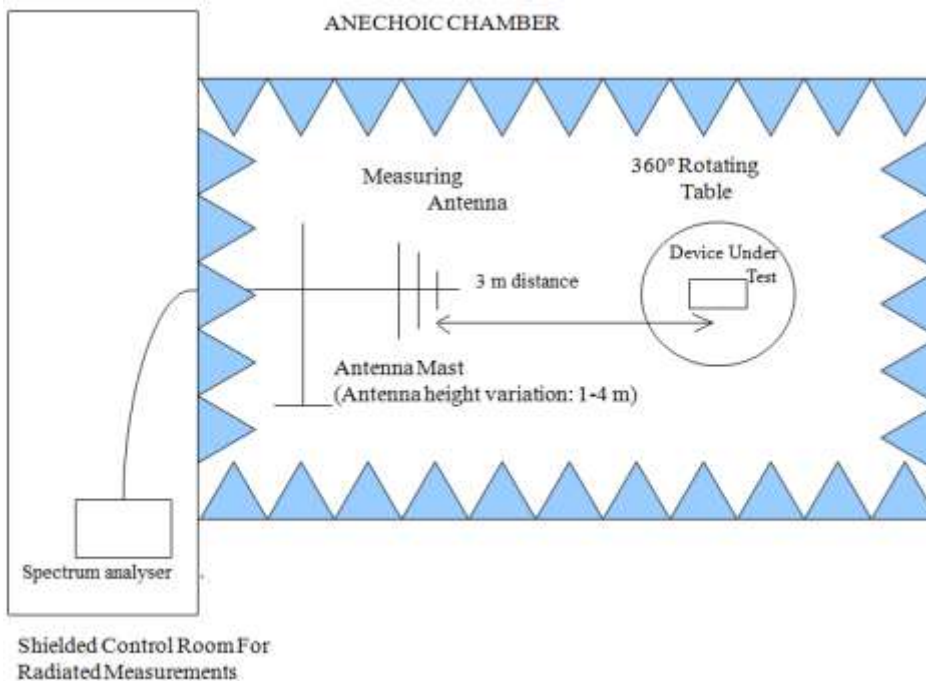 ANECHOIC CHAMBER
Measuring
Antenna
360º Rotating
Table
Device Under
Test
3 m distance
Antenna Mast
(Antenna height variation: 1-4 m)
Spectrum analyser
Shielded Control Room For
Radiated Measurements